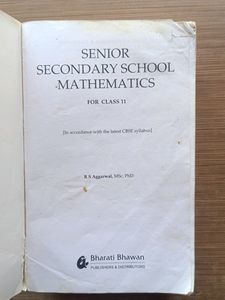 SENIOR
SECONDARY SCHOOL
MATHEMATICS
FOR CLASS 11
[In accordance with the latest CBSE syllabus]
R S Aggarwal, MSc, PhD
Bharati Bhawan
PUBLISHERS & DISTRIBUTORS